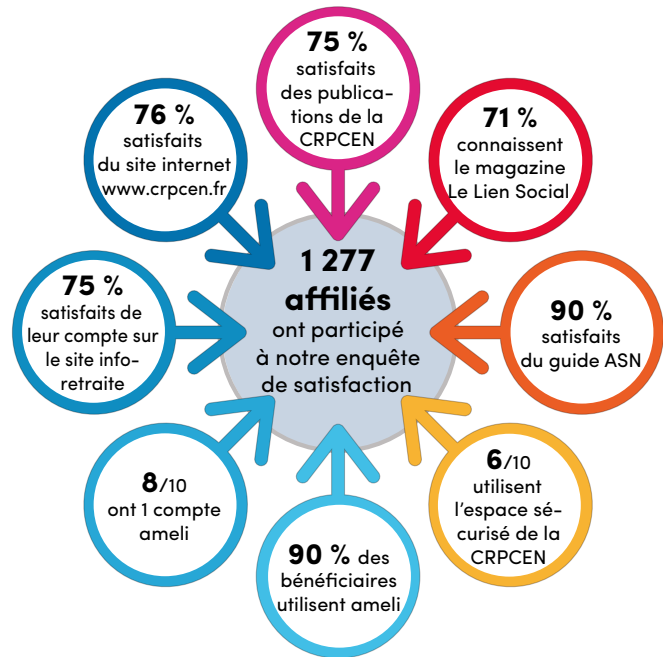 75 %
satisfaits
des publica-
tions de la
CRPCEN
71 %
connaissent
le magazine
Le Lien Social
90 %
satisfaits
du guide ASN
6/10
utilisent
l'espace sé-
curisé de la
CRPCEN
90 % des
bénéficiaires
utilisent ameli
8/10
ont 1 compte
ameli
75 %
satisfaits de
leur compte sur
le site info-
retraite
76 %
satisfaits
du site internet
www.crpcen.fr
1 277
affiliés
ont participé
à notre enquête
de satisfaction